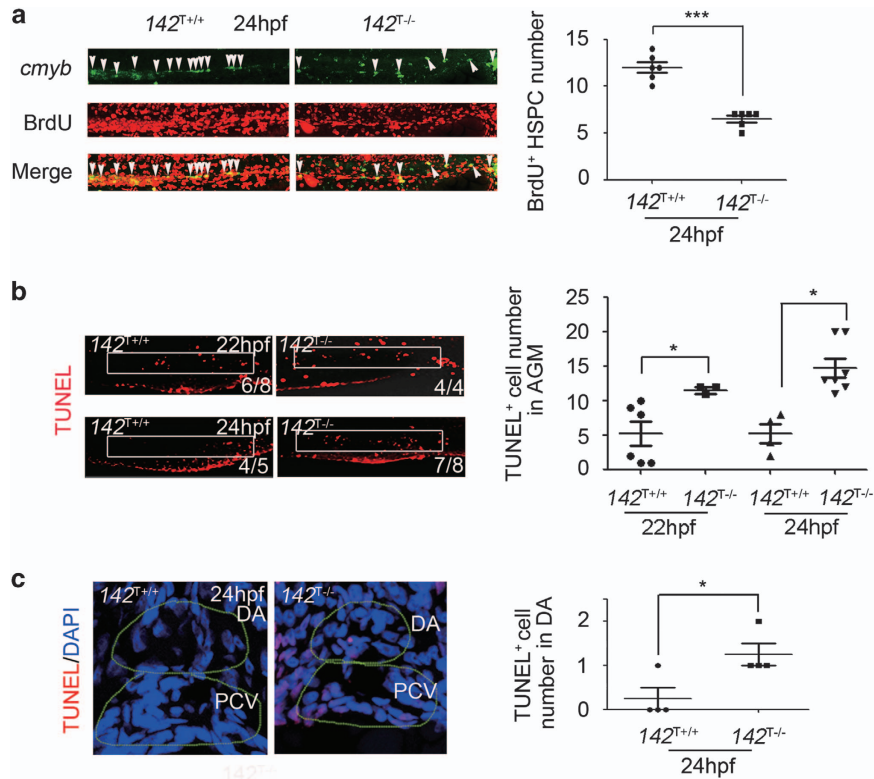 a
142T+/+ 24hpf 142T-/-
cmyb
BrdU
Merge
BrdU+ HSPC number
15
10
5
0
***
142T+/+ 142T-/-
24hpf
b
TUNEL
142T+/+ 22hpf
6/8
142T-/-
4/4
142T+/+ 24hpf
4/5
142T-/-
7/8
TUNEL+ cell number
in AGM
25
20
15
10
5
0
*
*
142T+/+ 142T-/- 142T+/+ 142T-/-
22hpf 24hpf
c
TUNEL/DAPI
142T+/+ 24hpf
DA
PCV
142T-/-
DA
PCV
TUNEL+ cell
number in DA
2
1
0
*
142T+/+ 142T-/-
24hpf